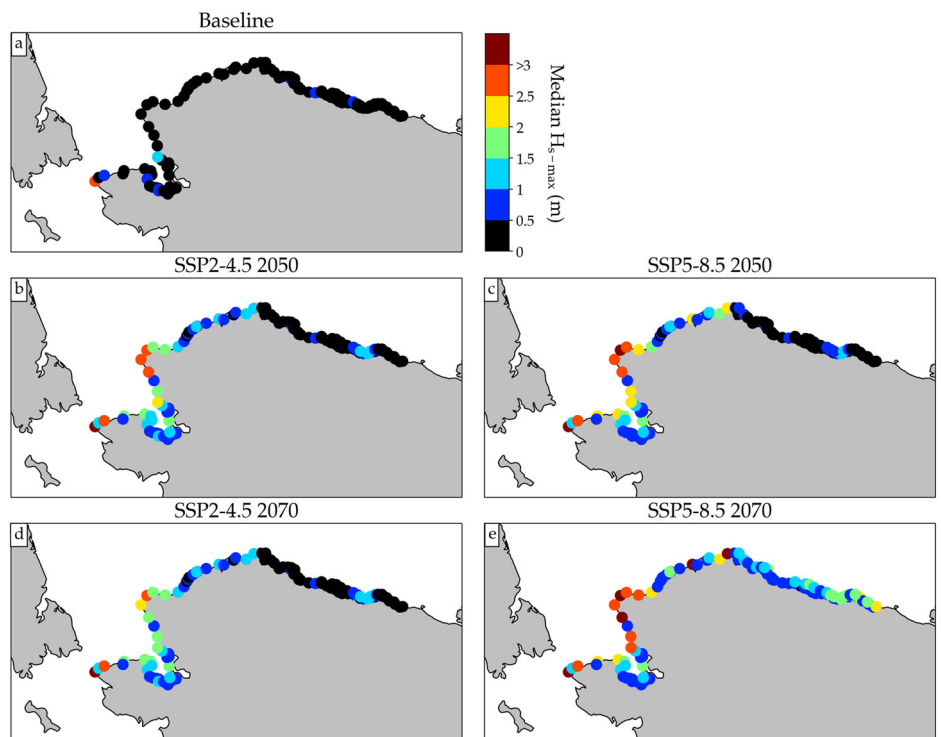 Baseline
a
>3
2.5
2
1.5
1
0.5
0
Median Hs-max (m)
SSP2-4.5 2050
b
SSP5-8.5 2050
c
SSP2-4.5 2070
d
SSP5-8.5 2070
e